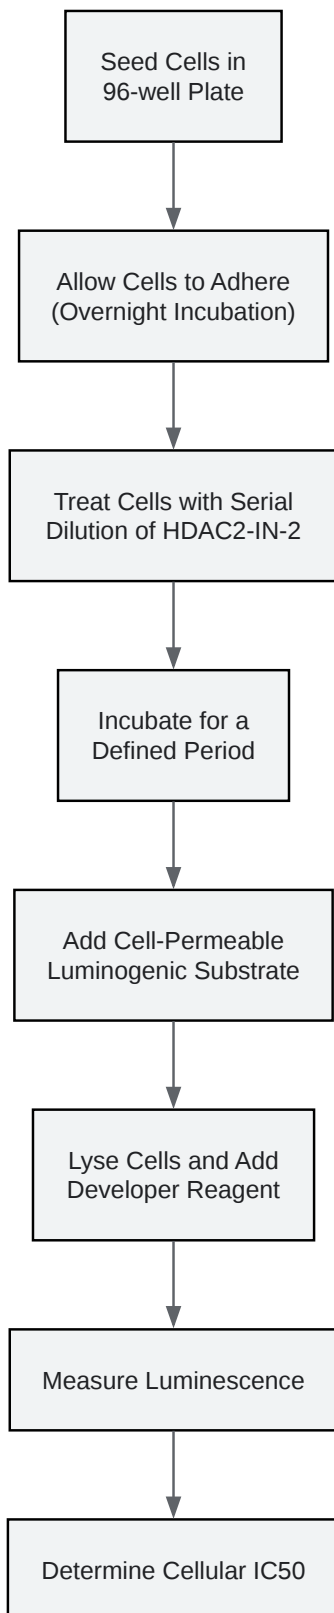 Seed Cells in
96-well Plate
Allow Cells to Adhere
(Overnight Incubation)
Treat Cells with Serial
Dilution of HDAC2-IN-2
Incubate for a
Defined Period
Add Cell-Permeable
Luminogenic Substrate
Lyse Cells and Add
Developer Reagent
Measure Luminescence
Determine Cellular IC50